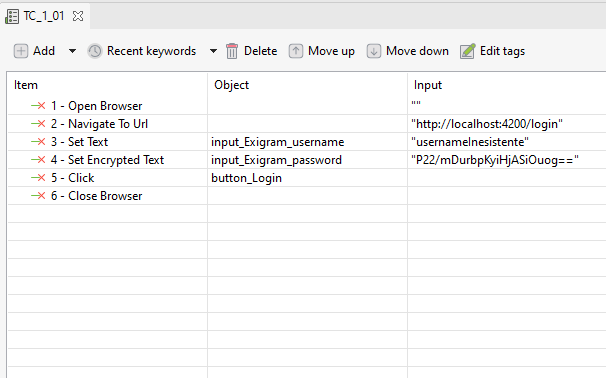 TC_1_01
Add Recent keywords Delete Move up Move down Edit tags
Item Object Input
1 - Open Browser ""
2 - Navigate To Url "http://localhost:4200/login"
3 - Set Text input_Exigram_username "usernameInesistente"
4 - Set Encrypted Text input_Exigram_password "P22/mDurbpKyiHjASiOuog=="
5 - Click button_Login
6 - Close Browser